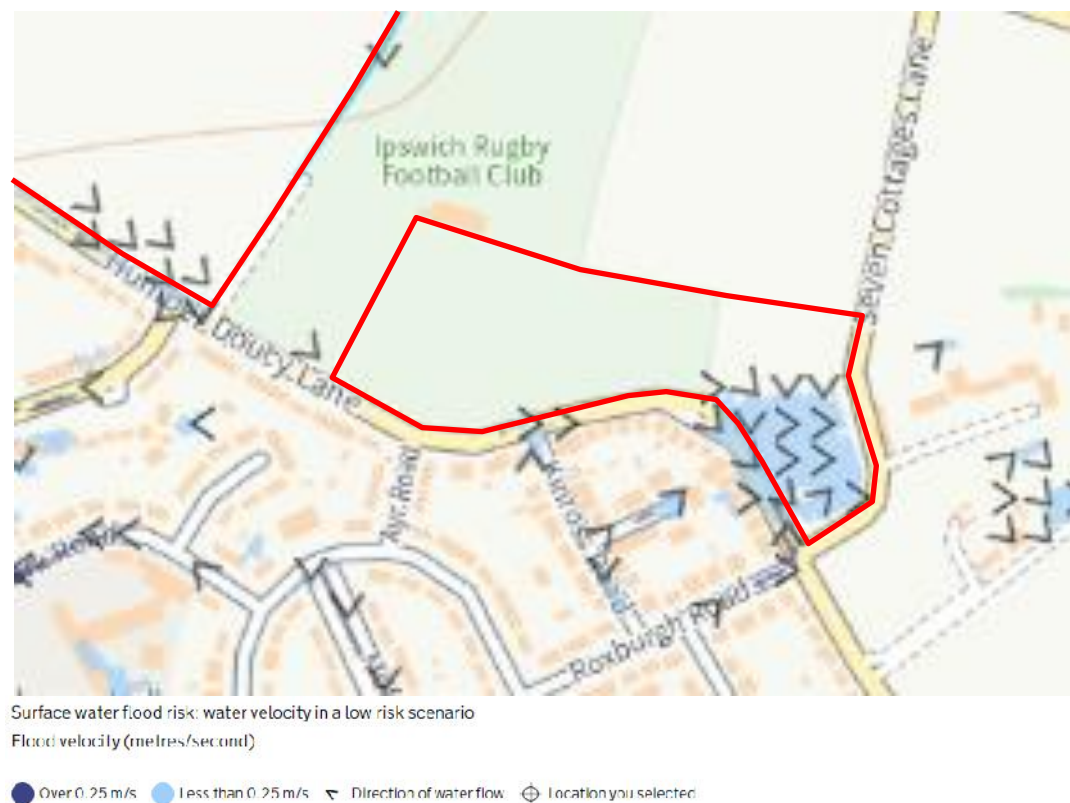 Ipswich Rugby
Football Club
Seven Cottages Lane
Humber Doucy Lane
Ayr Road
Kinross Road
Roxburgh Road
Surface water flood risk: water velocity in a low risk scenario
Flood velocity (metres/second)
Over 0.25 m/s Less than 0.25 m/s Direction of water flow Location you selected